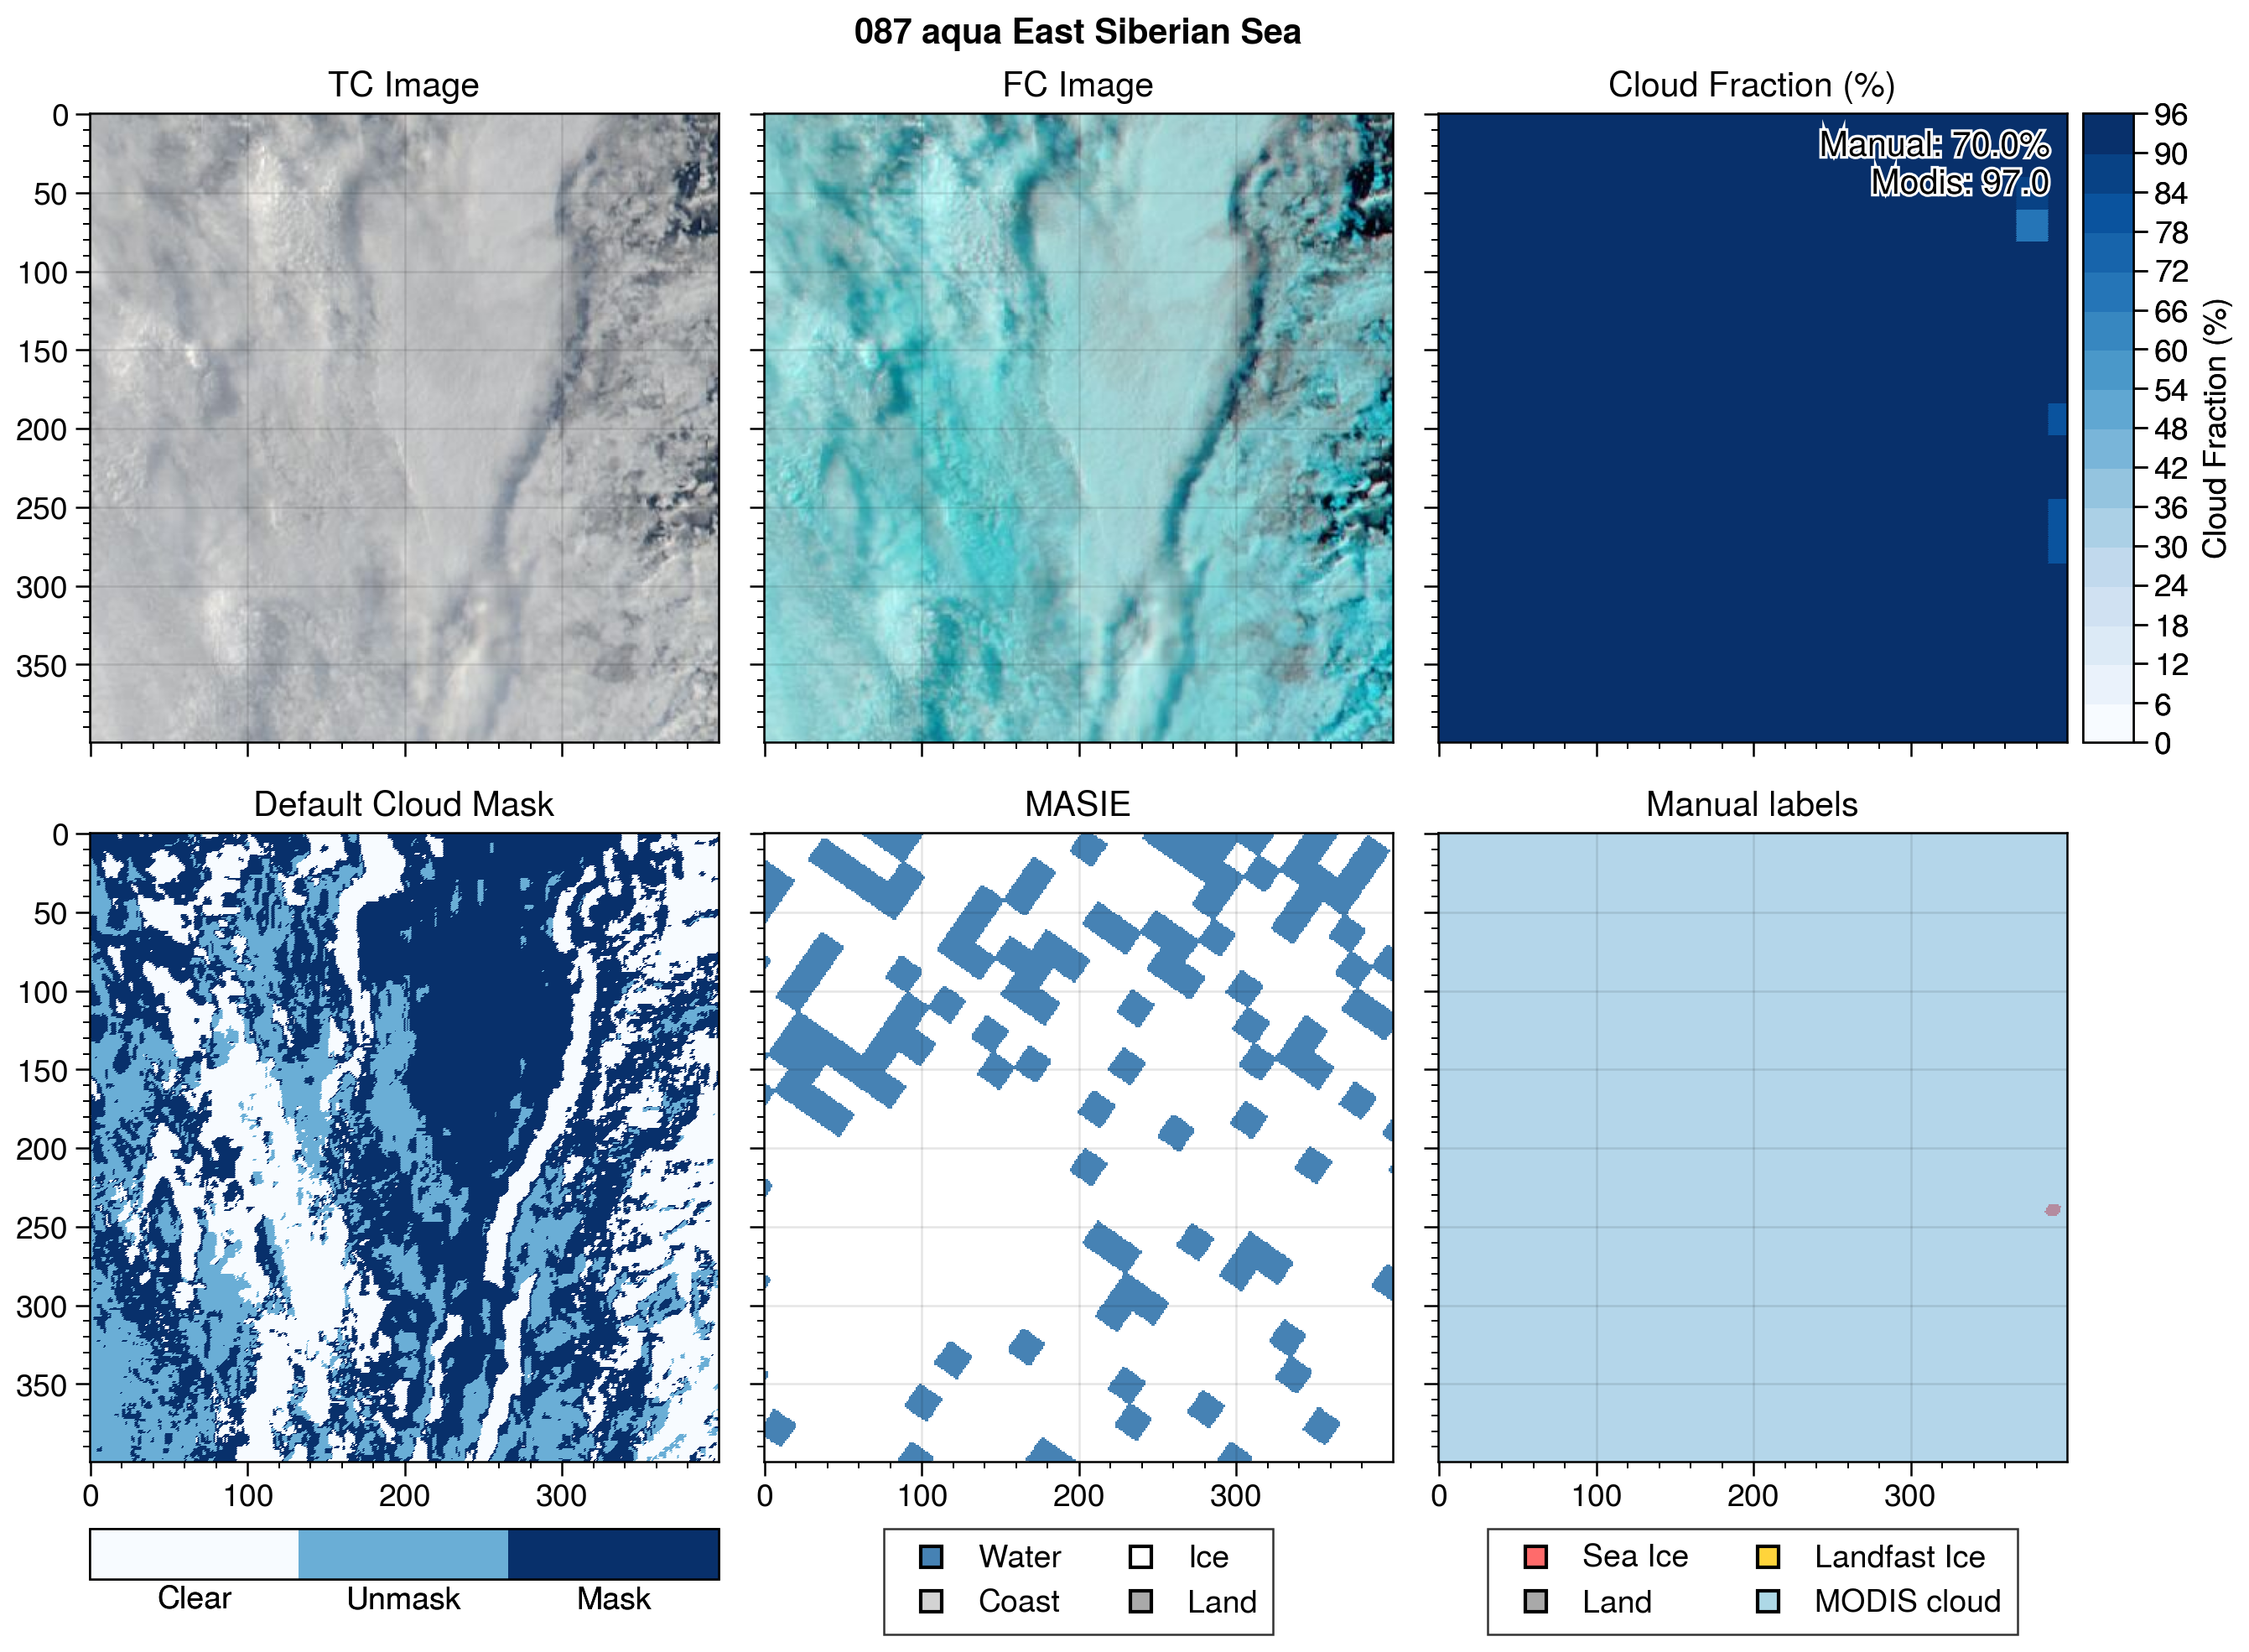 087 aqua East Siberian Sea
TC Image
FC Image
Cloud Fraction (%)
0
50
100
150
200
250
300
350
Manual: 70.0%
Modis: 97.0
96
90
84
78
72
66
60
54
48
42
36
30
24
18
12
6
0
Cloud Fraction (%)
Default Cloud Mask
MASIE
Manual labels
0
50
100
150
200
250
300
350
0 100 200 300
0 100 200 300
0 100 200 300
Clear Unmask Mask
Water Ice
Coast Land
Sea Ice Landfast Ice
Land MODIS cloud